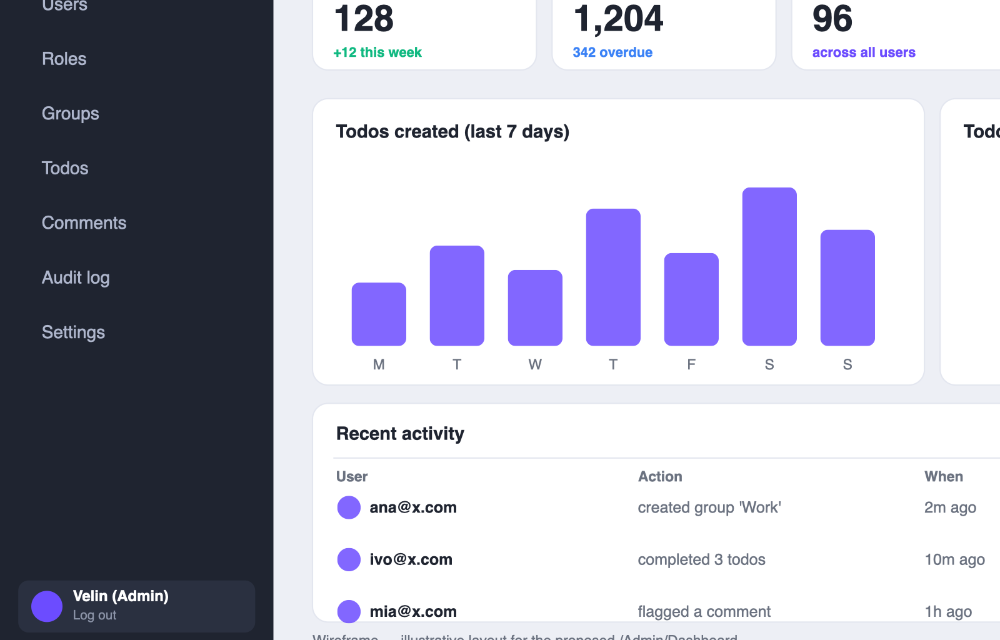 Users
Roles
Groups
Todos
Comments
Audit log
Settings
Velin (Admin)
Log out
128
+12 this week
1,204
342 overdue
96
across all users
Todos created (last 7 days)
M T W T F S S
Recent activity
User Action When
ana@x.com created group 'Work' 2m ago
ivo@x.com completed 3 todos 10m ago
mia@x.com flagged a comment 1h ago
Wireframe — illustrative layout for the proposed /Admin/Dashboard